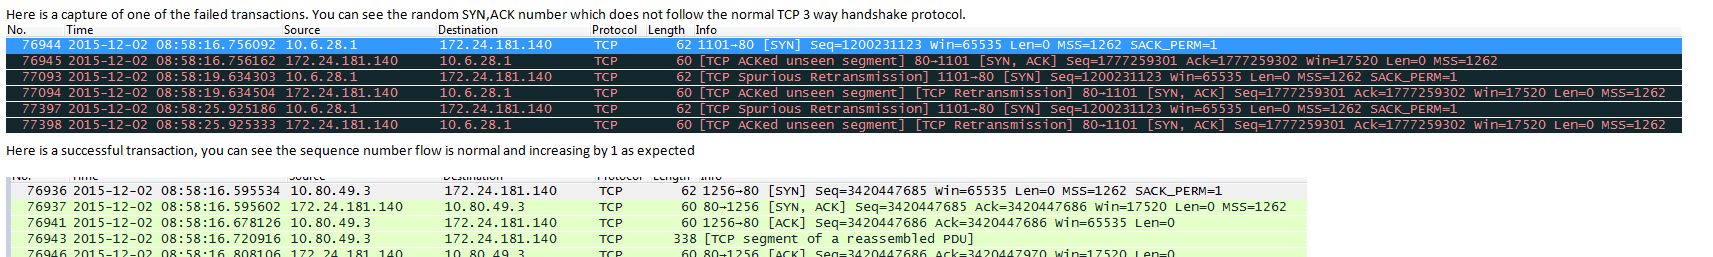 Here is a capture of one of the failed transactions. You can see the random SYN,ACK number which does not follow the normal TCP 3 way handshake protocol.
No. Time Source Destination Protocol Length Info
76944 2015-12-02 08:58:16.756092 10.6.28.1 172.24.181.140 TCP 62 1101→80 [SYN] Seq=1200231123 Win=65535 Len=0 MSS=1262 SACK_PERM=1
76945 2015-12-02 08:58:16.756162 172.24.181.140 10.6.28.1 TCP 60 [TCP ACKed unseen segment] 80→1101 [SYN, ACK] Seq=1777259301 Ack=1777259302 Win=17520 Len=0 MSS=1262
77093 2015-12-02 08:58:19.634303 10.6.28.1 172.24.181.140 TCP 62 [TCP Spurious Retransmission] 1101→80 [SYN] Seq=1200231123 Win=65535 Len=0 MSS=1262 SACK_PERM=1
77094 2015-12-02 08:58:19.634504 172.24.181.140 10.6.28.1 TCP 60 [TCP ACKed unseen segment] [TCP Retransmission] 80→1101 [SYN, ACK] Seq=1777259301 Ack=1777259302 Win=17520 Len=0 MSS=1262
77397 2015-12-02 08:58:25.925186 10.6.28.1 172.24.181.140 TCP 62 [TCP Spurious Retransmission] 1101→80 [SYN] Seq=1200231123 Win=65535 Len=0 MSS=1262 SACK_PERM=1
77398 2015-12-02 08:58:25.925333 172.24.181.140 10.6.28.1 TCP 60 [TCP ACKed unseen segment] [TCP Retransmission] 80→1101 [SYN, ACK] Seq=1777259301 Ack=1777259302 Win=17520 Len=0 MSS=1262
Here is a successful transaction, you can see the sequence number flow is normal and increasing by 1 as expected
No. Time Source Destination Protocol Length Info
76936 2015-12-02 08:58:16.595534 10.80.49.3 172.24.181.140 TCP 62 1256→80 [SYN] Seq=3420447685 Win=65535 Len=0 MSS=1262 SACK_PERM=1
76937 2015-12-02 08:58:16.595602 172.24.181.140 10.80.49.3 TCP 60 80→1256 [SYN, ACK] Seq=3420447685 Ack=3420447686 Win=17520 Len=0 MSS=1262
76941 2015-12-02 08:58:16.678126 10.80.49.3 172.24.181.140 TCP 60 1256→80 [ACK] Seq=3420447686 Ack=3420447686 Win=65535 Len=0
76943 2015-12-02 08:58:16.720916 10.80.49.3 172.24.181.140 TCP 338 [TCP segment of a reassembled PDU]
76946 2015-12-02 08:58:16.808106 172.24.181.140 10.80.49.3 TCP 60 80→1256 [ACK] Seq=3420447686 Ack=3420447970 Win=17520 Len=0